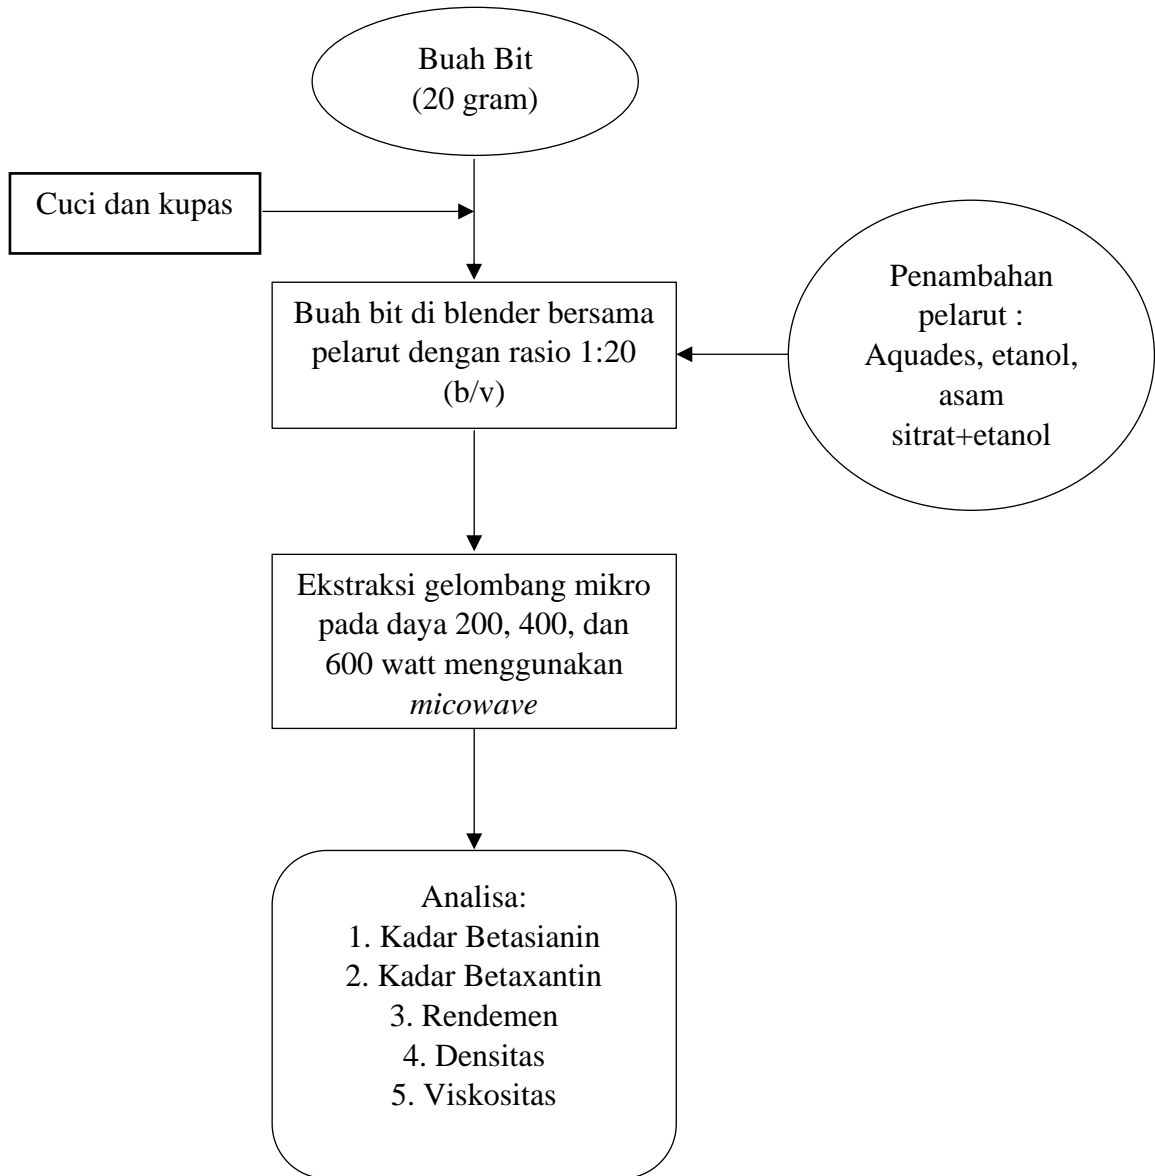 Buah Bit
(20 gram)
Cuci dan kupas
Buah bit di blender bersama
pelarut dengan rasio 1:20
(b/v)
Penambahan
pelarut :
Aquades, etanol,
asam
sitrat+etanol
Ekstraksi gelombang mikro
pada daya 200, 400, dan
600 watt menggunakan
micowave
Analisa:
1. Kadar Betasianin
2. Kadar Betaxantin
3. Rendemen
4. Densitas
5. Viskositas